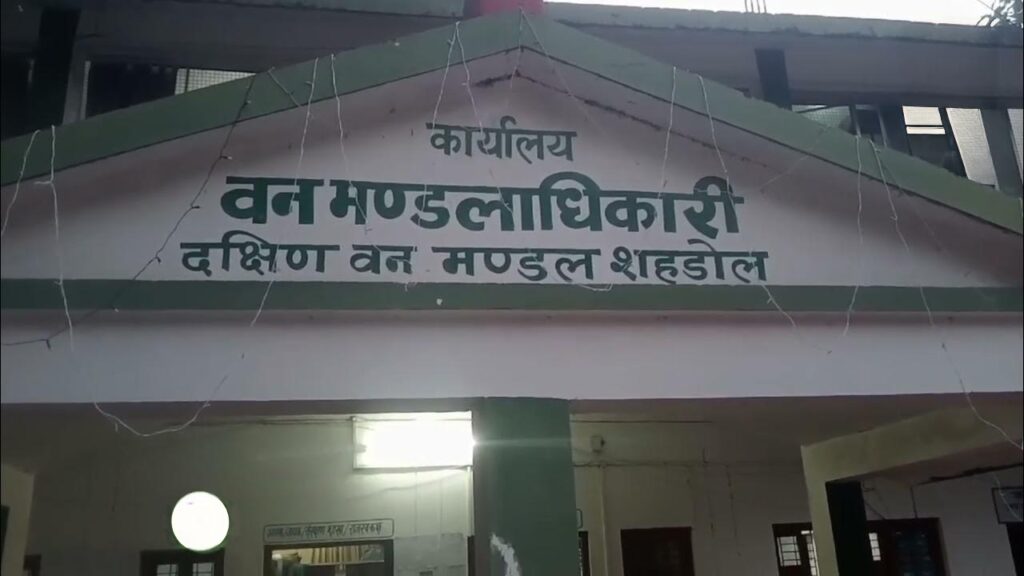 कार्यालय
वन मण्डलाधिकारी
दक्षिण वन मण्डल शहडोल